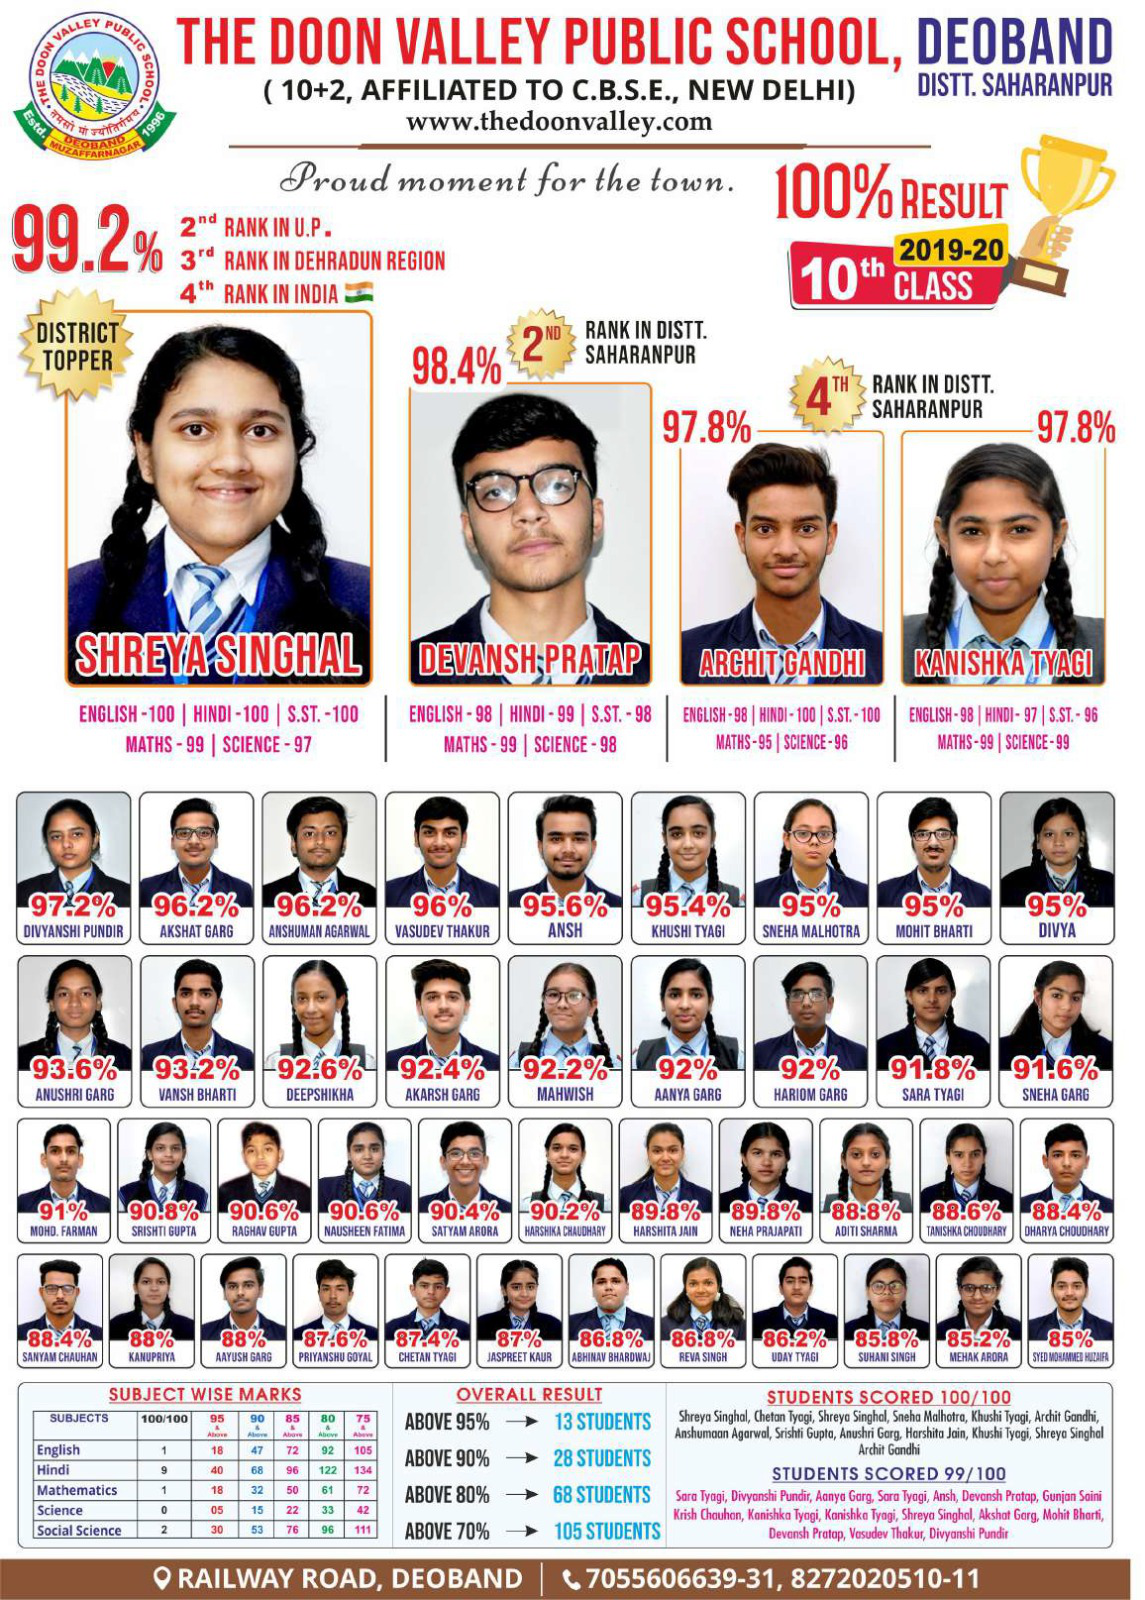 THE DOON VALLEY PUBLIC SCHOOL
तमसो मा ज्योतिर्गमय
Estd. 1996
DEOBAND
MUZAFFARNAGAR
THE DOON VALLEY PUBLIC SCHOOL, DEOBAND
DISTT. SAHARANPUR
( 10+2, AFFILIATED TO C.B.S.E., NEW DELHI)
www.thedoonvalley.com
Proud moment for the town.
100% RESULT
2019-20
10th CLASS
99.2%
2nd RANK IN U.P.
3rd RANK IN DEHRADUN REGION
4th RANK IN INDIA
DISTRICT
TOPPER
98.4%
2ND RANK IN DISTT.
SAHARANPUR
4TH RANK IN DISTT.
SAHARANPUR
97.8% 97.8%
SHREYA SINGHAL DEVANSH PRATAP ARCHIT GANDHI KANISHKA TYAGI
ENGLISH -100 | HINDI -100 | S.ST. -100
MATHS - 99 | SCIENCE - 97
ENGLISH - 98 | HINDI - 99 | S.ST. - 98
MATHS - 99 | SCIENCE - 98
ENGLISH - 98 | HINDI - 100 | S.ST. - 100
MATHS - 95 | SCIENCE - 96
ENGLISH - 98 | HINDI - 97 | S.ST. - 96
MATHS - 99 | SCIENCE - 99
97.2% 96.2% 96.2% 96% 95.6% 95.4% 95% 95% 95%
DIVYANSHI PUNDIR AKSHAT GARG ANSHUMAN AGARWAL VASUDEV THAKUR ANSH KHUSHI TYAGI SNEHA MALHOTRA MOHIT BHARTI DIVYA
93.6% 93.2% 92.6% 92.4% 92.2% 92% 92% 91.8% 91.6%
ANUSHRI GARG VANSH BHARTI DEEPSHIKHA AKARSH GARG MAHWISH AANYA GARG HARIOM GARG SARA TYAGI SNEHA GARG
91% 90.8% 90.6% 90.6% 90.4% 90.2% 89.8% 89.8% 88.8% 88.6% 88.4%
MOHD. FARMAN SRISHTI GUPTA RAGHAV GUPTA NAUSHEEN FATIMA SATYAM ARORA HARSHIKA CHAUDHARY HARSHITA JAIN NEHA PRAJAPATI ADITI SHARMA TANISHKA CHOUDHARY DHARYA CHOUDHARY
88.4% 88% 88% 87.6% 87.4% 87% 86.8% 86.8% 86.2% 85.8% 85.2% 85%
SANYAM CHAUHAN KANUPRIYA AAYUSH GARG PRIYANSHU GOYAL CHETAN TYAGI JASPREET KAUR ABHINAV BHARDWAJ REVA SINGH UDAY TYAGI SUHANI SINGH MEHAK ARORA SYED MOHAMMED HUZAIFA
SUBJECT WISE MARKS
SUBJECTS 100/100 95 & Above 90 & Above 85 & Above 80 & Above 75 & Above
English 1 18 47 72 92 105
Hindi 9 40 68 96 122 134
Mathematics 1 18 32 50 61 72
Science 0 05 15 22 33 42
Social Science 2 30 53 76 96 111
OVERALL RESULT
ABOVE 95% → 13 STUDENTS
ABOVE 90% → 28 STUDENTS
ABOVE 80% → 68 STUDENTS
ABOVE 70% → 105 STUDENTS
STUDENTS SCORED 100/100
Shreya Singhal, Chetan Tyagi, Shreya Singhal, Sneha Malhotra, Khushi Tyagi, Archit Gandhi,
Anshumaan Agarwal, Srishti Gupta, Anushri Garg, Harshita Jain, Khushi Tyagi, Shreya Singhal
Archit Gandhi
STUDENTS SCORED 99/100
Sara Tyagi, Divyanshi Pundir, Aanya Garg, Sara Tyagi, Ansh, Devansh Pratap, Gunjan Saini
Krish Chauhan, Kanishka Tyagi, Kanishka Tyagi, Shreya Singhal, Akshat Garg, Mohit Bharti,
Devansh Pratap, Vasudev Thakur, Divyanshi Pundir
RAILWAY ROAD, DEOBAND | 7055606639-31, 8272020510-11